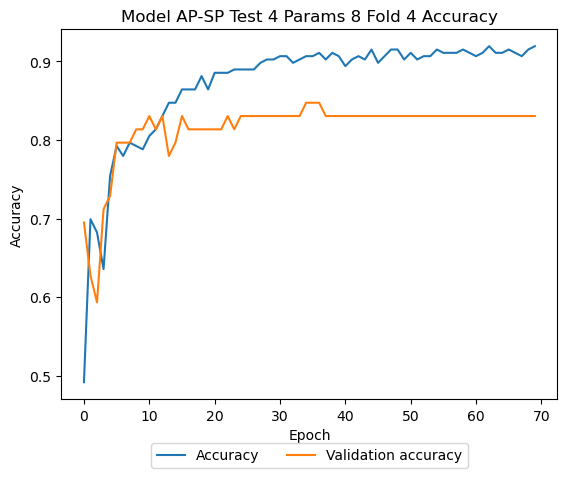 Model AP-SP Test 4 Params 8 Fold 4 Accuracy
Accuracy
0.9
0.8
0.7
0.6
0.5
0 10 20 30 40 50 60 70
Epoch
Accuracy Validation accuracy